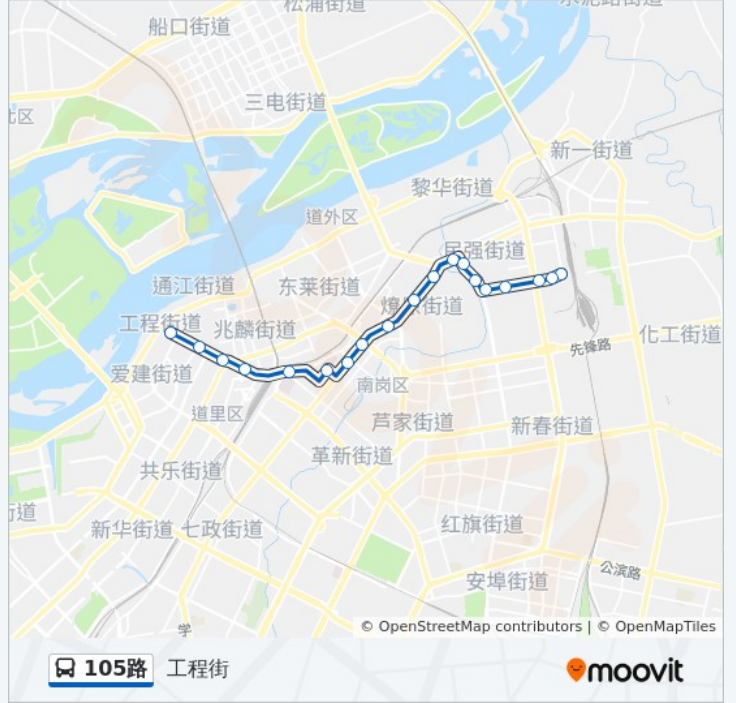 松浦街道
船口街道
三电街道
新一街道
黎华街道
道外区
民强街道
通江街道
东莱街道
工程街道
兆麟街道
化工街道
先锋路
爱建街道
南岗区
道里区
芦家街道
新春街道
革新街道
共乐街道
街道
新华街道
七政街道
红旗街道
公滨路
安埠街道
学
© OpenStreetMap contributors | © OpenMapTiles
105路 工程街
moovit